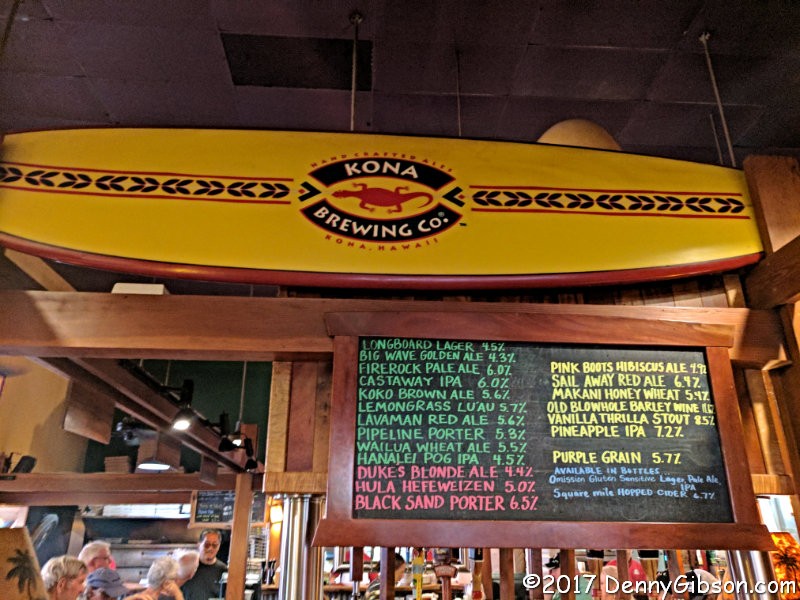 HAND CRAFTED ALES
KONA
BREWING CO.®
KONA, HAWAII
LONGBOARD LAGER 4.5%
BIG WAVE GOLDEN ALE 4.3%
FIREROCK PALE ALE 6.0%
CASTAWAY IPA 6.0%
KOKO BROWN ALE 5.6%
LEMONGRASS LU'AU 5.7%
LAVAMAN RED ALE 5.6%
PIPELINE PORTER 5.3%
WAILUA WHEAT ALE 5.5%
HANALEI POG IPA 4.5%
DUKES BLONDE ALE 4.4%
HULA HEFEWEIZEN 5.0%
BLACK SAND PORTER 6.5%
PINK BOOTS HIBISCUS ALE 4.9%
SAIL AWAY RED ALE 6.4%
MAKANI HONEY WHEAT 5.4%
OLD BLOWHOLE BARLEY WINE
VANILLA THRILLA STOUT 8.5%
PINEAPPLE IPA 7.2%
PURPLE GRAIN 5.7%
AVAILABLE IN BOTTLES...
Omission Gluten Sensitive Lager, Pale Ale
IPA
Square mile HOPPED CIDER 6.7%
©2017 DennyGibson.com